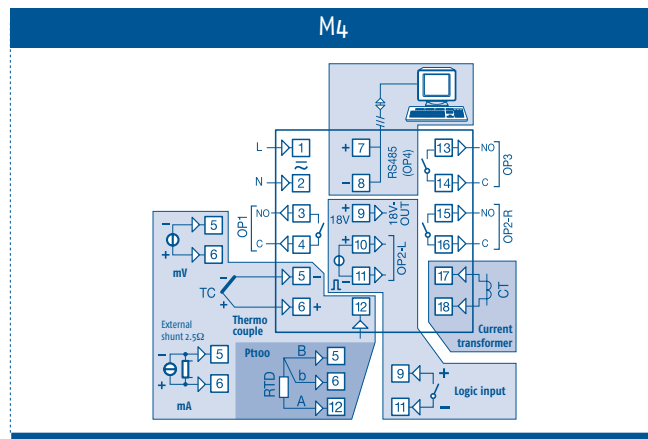 M4
L
1
N
2
OP1
NO
3
C
4
5 −
6 +
TC
Thermo
couple
− 5
+ 6
mV
External
shunt 2.5Ω
− 5
+ 6
mA
Pt100
RTD
B 5
b 6
A 12
12
+ 7
− 8
RS485
(OP4)
+ 9
18V
18V-
OUT
+ 10
− 11
OP2-L
13 NO
14 C
OP3
15 NO
16 C
OP2-R
17
18
CT
Current
transformer
9 +
11 −
Logic input